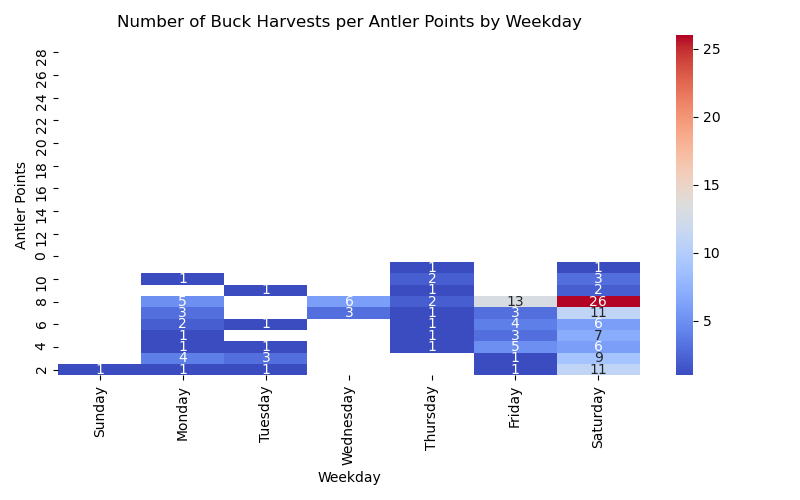 Number of Buck Harvests per Antler Points by Weekday
Antler Points
28
26
24
22
20
18
16
14
12
0
10
8
6
4
2
1 1
1 2 3
1 1 2
5 6 2 13 26
3 3 1 3 11
2 1 1 4 6
1 3 7
1 1 1 5 6
4 3 1 9
1 1 1 1 11
Sunday Monday Tuesday Wednesday Thursday Friday Saturday
Weekday
25
20
15
10
5